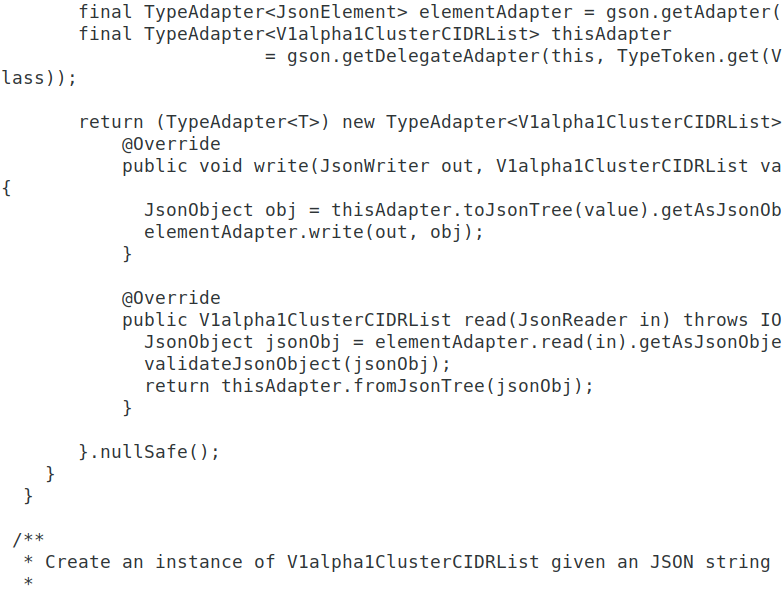 final TypeAdapter<JsonElement> elementAdapter = gson.getAdapter(
final TypeAdapter<V1alpha1ClusterCIDRList> thisAdapter
= gson.getDelegateAdapter(this, TypeToken.get(V
lass));
return (TypeAdapter<T>) new TypeAdapter<V1alpha1ClusterCIDRList>
@Override
public void write(JsonWriter out, V1alpha1ClusterCIDRList va
{
JsonObject obj = thisAdapter.toJsonTree(value).getAsJsonOb
elementAdapter.write(out, obj);
}
@Override
public V1alpha1ClusterCIDRList read(JsonReader in) throws IO
JsonObject jsonObj = elementAdapter.read(in).getAsJsonObje
validateJsonObject(jsonObj);
return thisAdapter.fromJsonTree(jsonObj);
}
}.nullSafe();
}
}
/**
* Create an instance of V1alpha1ClusterCIDRList given an JSON string
*